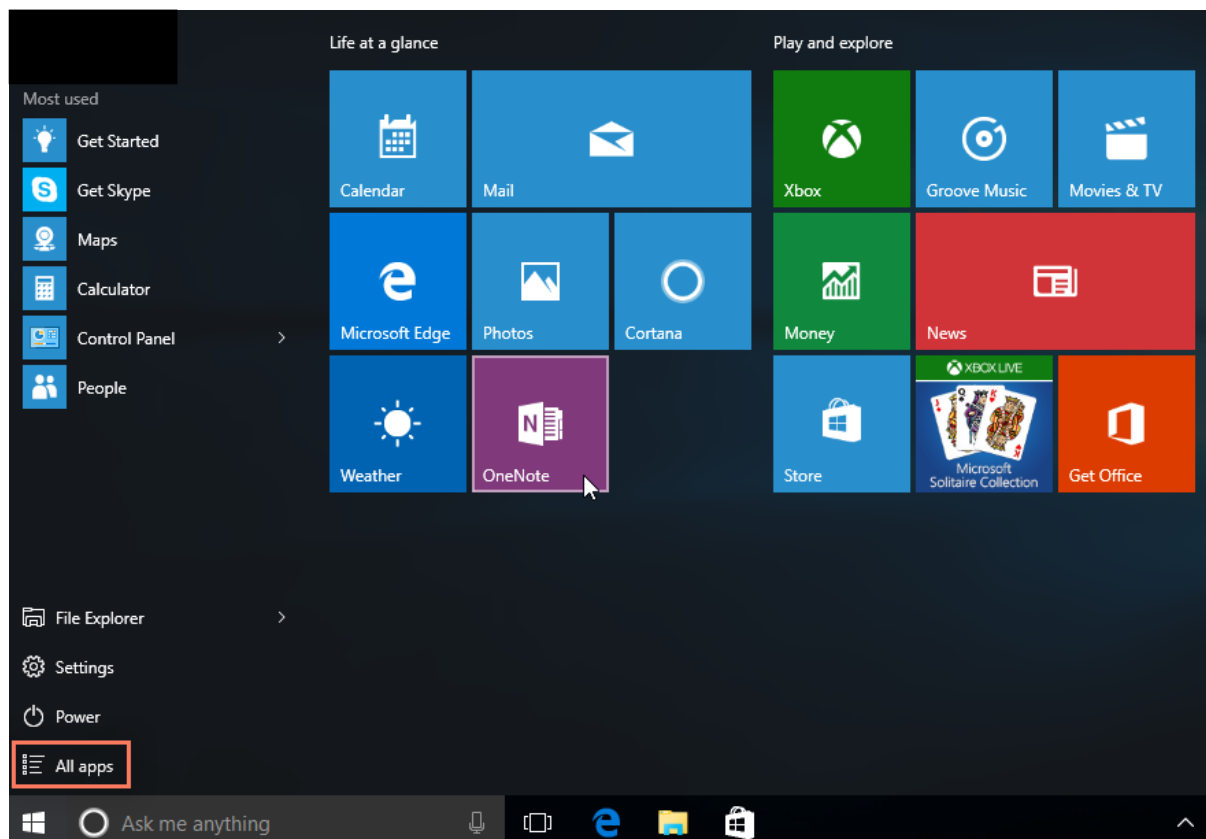 Life at a glance
Play and explore
Most used
Get Started
Get Skype
Maps
Calculator
Control Panel
People
Calendar
Mail
Microsoft Edge
Photos
Cortana
Weather
OneNote
Xbox
Groove Music
Movies & TV
Money
News
Store
XBOX LIVE
Microsoft
Solitaire Collection
Get Office
File Explorer
Settings
Power
All apps
Ask me anything